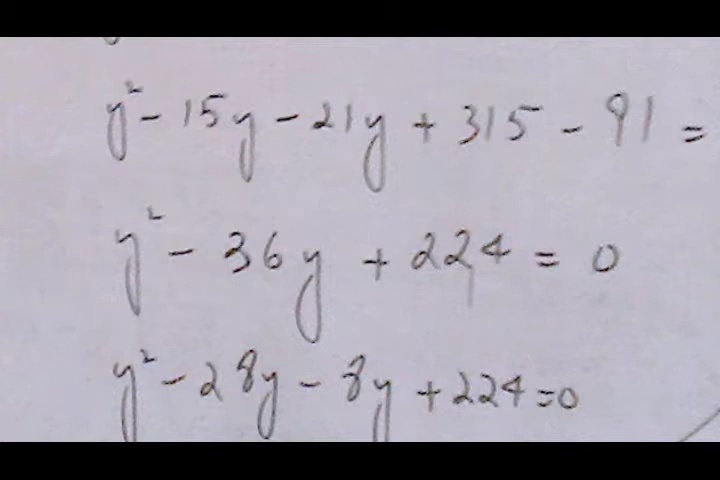 y² - 15y - 21y + 315 - 91 =
y² - 36y + 224 = 0
y² - 28y - 8y + 224 = 0